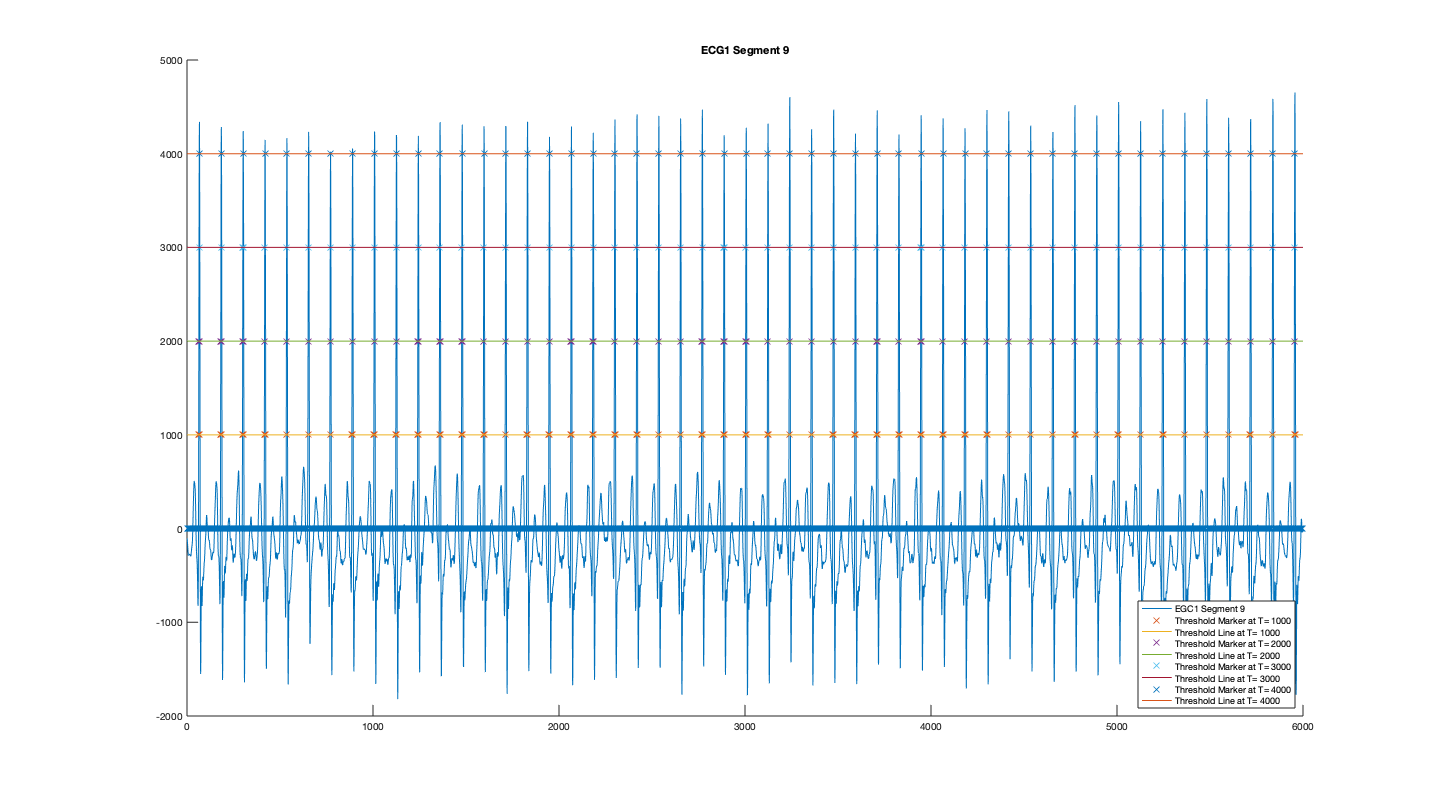 ECG1 Segment 9
5000
4000
3000
2000
1000
0
-1000
-2000
0 1000 2000 3000 4000 5000 6000
EGC1 Segment 9
Threshold Marker at T= 1000
Threshold Line at T= 1000
Threshold Marker at T= 2000
Threshold Line at T= 2000
Threshold Marker at T= 3000
Threshold Line at T= 3000
Threshold Marker at T= 4000
Threshold Line at T= 4000